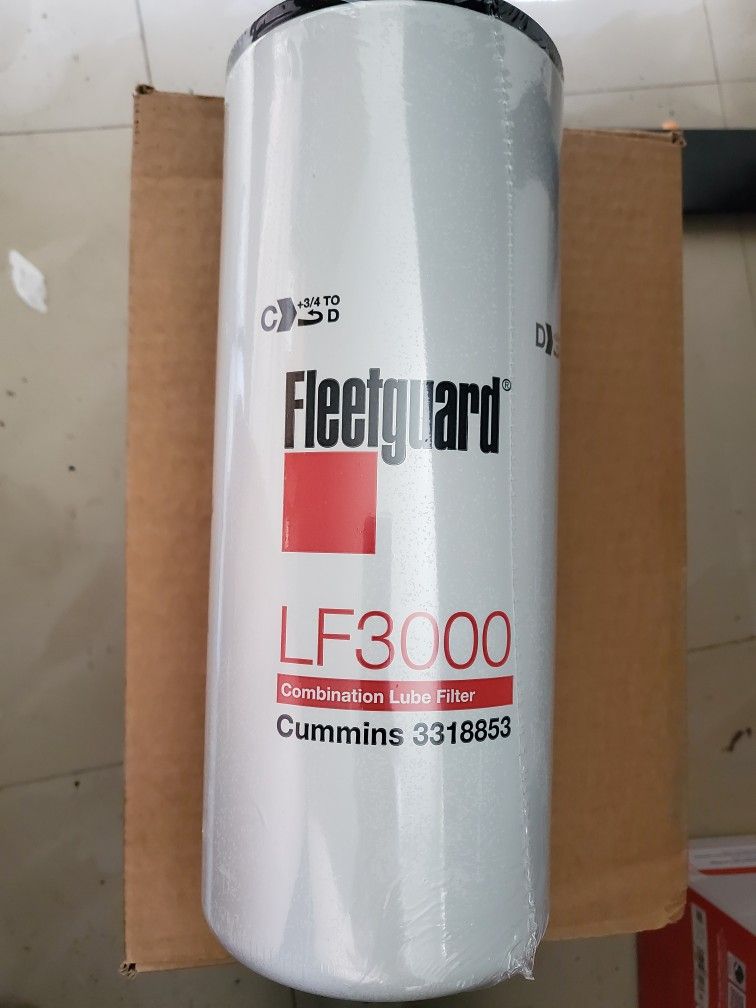 C +3/4 TO
D
D
Fleetguard®
LF3000
Combination Lube Filter
Cummins 3318853